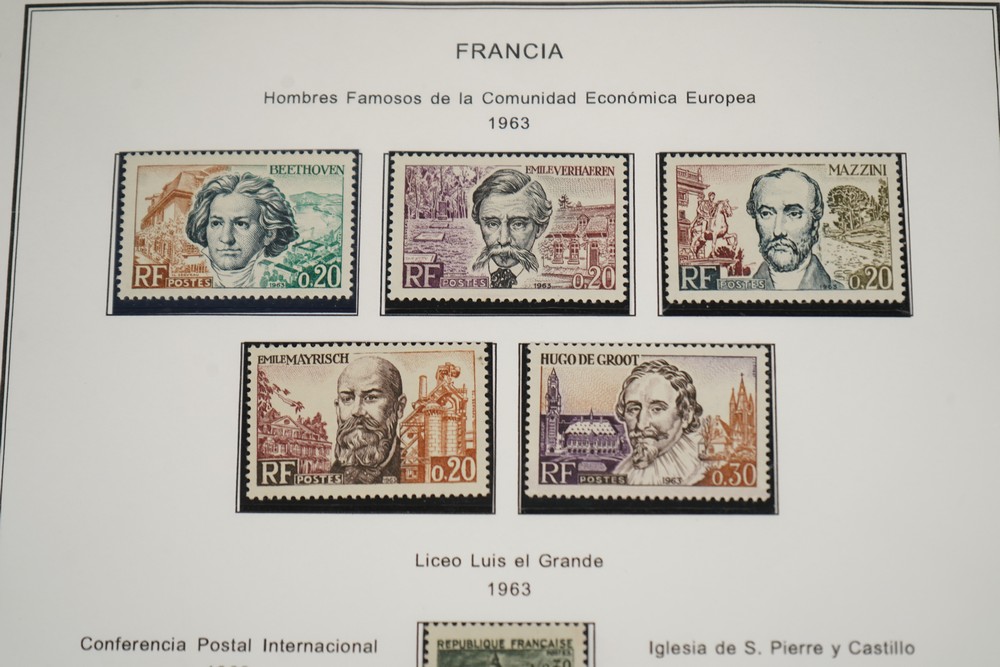 FRANCIA
Hombres Famosos de la Comunidad Económica Europea
1963
BEETHOVEN
RF POSTES 1963 0,20
EMILE VERHAEREN
RF POSTES 1963 0,20
MAZZINI
RF POSTES 0,20
EMILE MAYRISCH
RF POSTES 0,20
HUGO DE GROOT
RF POSTES 1963 0,30
Liceo Luis el Grande
1963
Conferencia Postal Internacional
REPUBLIQUE FRANÇAISE
Iglesia de S. Pierre y Castillo